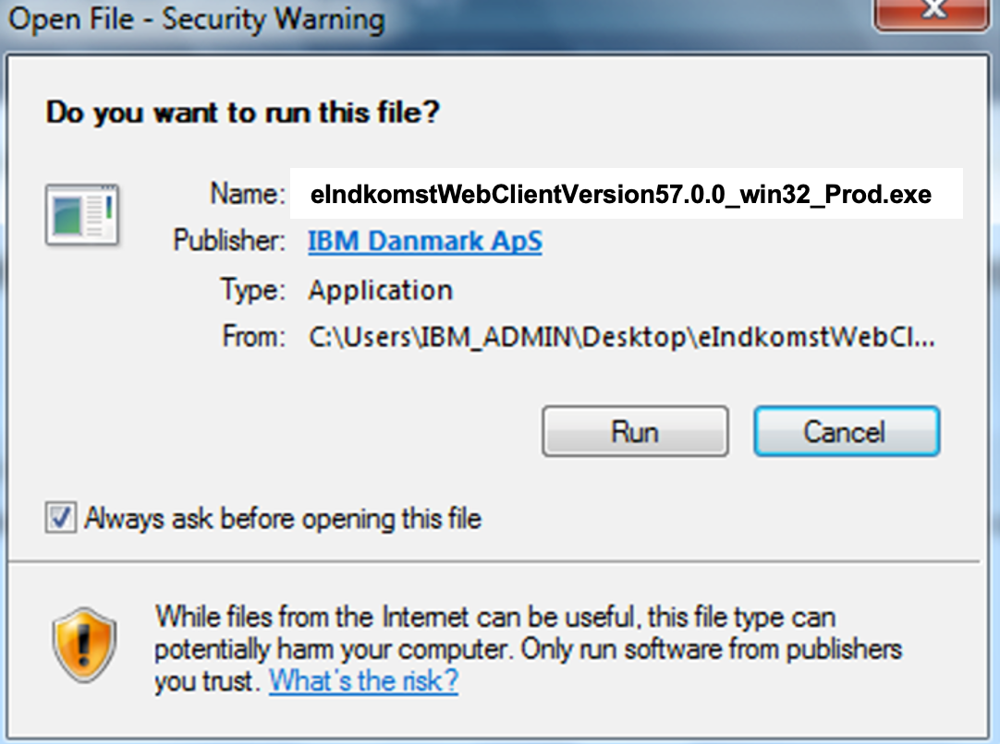 Open File - Security Warning
Do you want to run this file?
Name: eIndkomstWebClientVersion57.0.0_win32_Prod.exe
Publisher: IBM Danmark ApS
Type: Application
From: C:\Users\IBM_ADMIN\Desktop\eIndkomstWebCl...
Run Cancel
Always ask before opening this file
While files from the Internet can be useful, this file type can
potentially harm your computer. Only run software from publishers
you trust. What's the risk?